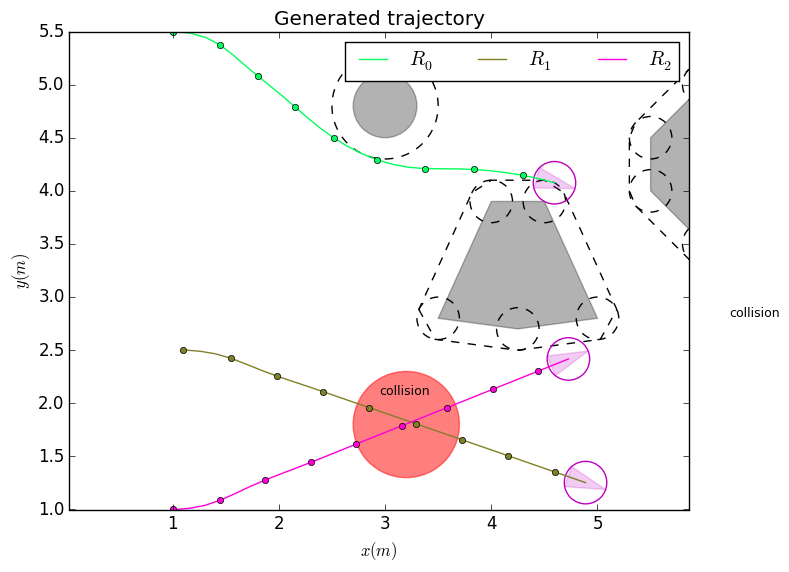 Generated trajectory
R₀ R₁ R₂
5.5
5.0
4.5
4.0
3.5
3.0
2.5
2.0
1.5
1.0
y(m)
collision
collision
1 2 3 4 5
x(m)